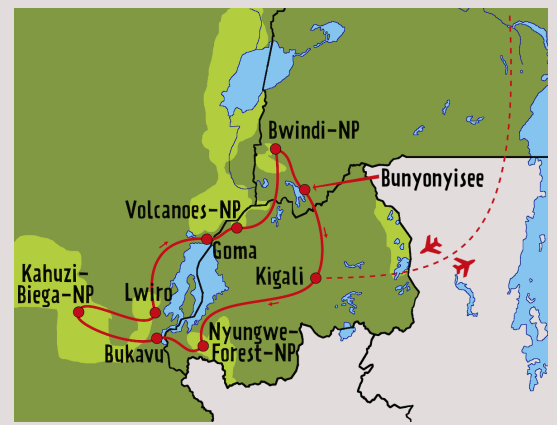 Bwindi-NP
Bunyonyisee
Volcanoes-NP
Goma
Kahuzi-
Biega-NP
Lwiro
Kigali
Nyungwe-
Forest-NP
Bukavu